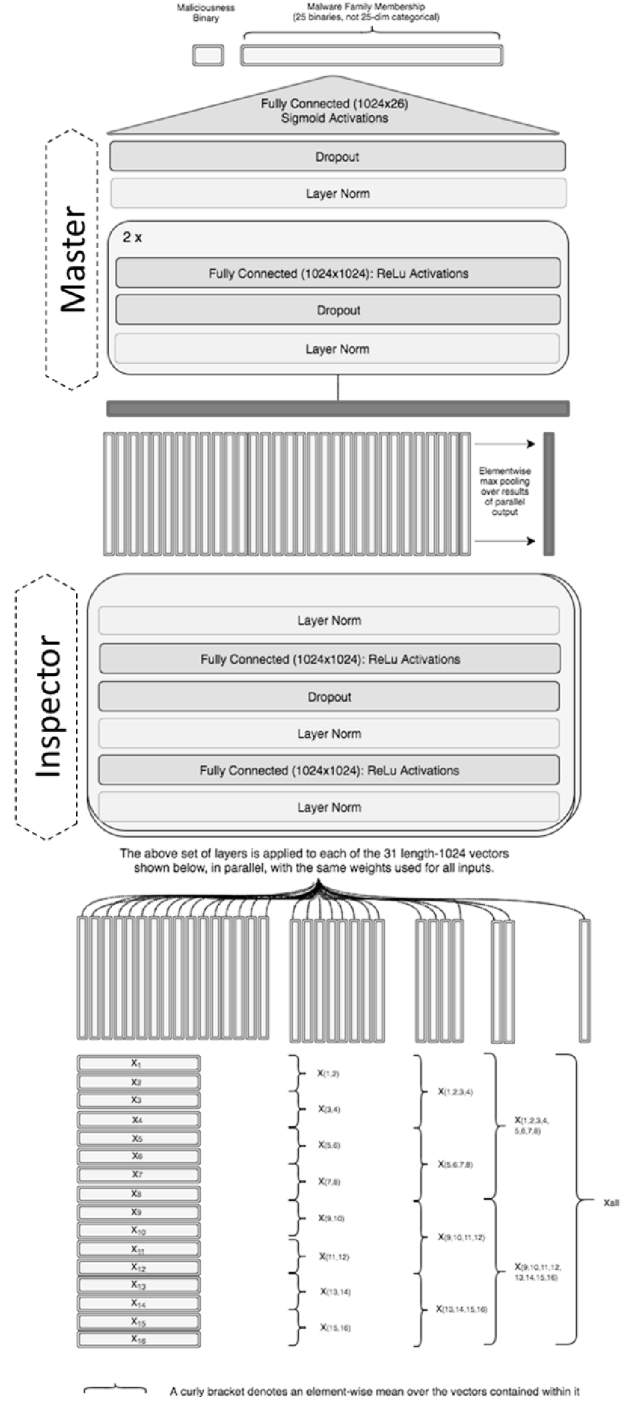 Maliciousness
Binary
Malware Family Membership
(25 binaries, not 25-dim categorical)
Fully Connected (1024x26)
Sigmoid Activations
Dropout
Layer Norm
Master
2 x
Fully Connected (1024x1024): ReLu Activations
Dropout
Layer Norm
Elementwise
max pooling
over results
of parallel
output
Inspector
Layer Norm
Fully Connected (1024x1024): ReLu Activations
Dropout
Layer Norm
Fully Connected (1024x1024): ReLu Activations
Layer Norm
The above set of layers is applied to each of the 31 length-1024 vectors
shown below, in parallel, with the same weights used for all inputs.
X1
X2
X3
X4
X5
X6
X7
X8
X9
X10
X11
X12
X13
X14
X15
X16
X(1,2)
X(3,4)
X(5,6)
X(7,8)
X(9,10)
X(11,12)
X(13,14)
X(15,16)
X(1,2,3,4)
X(5,6,7,8)
X(9,10,11,12)
X(13,14,15,16)
X(1,2,3,4,
5,6,7,8)
X(9,10,11,12,
13,14,15,16)
Xall
A curly bracket denotes an element-wise mean over the vectors contained within it